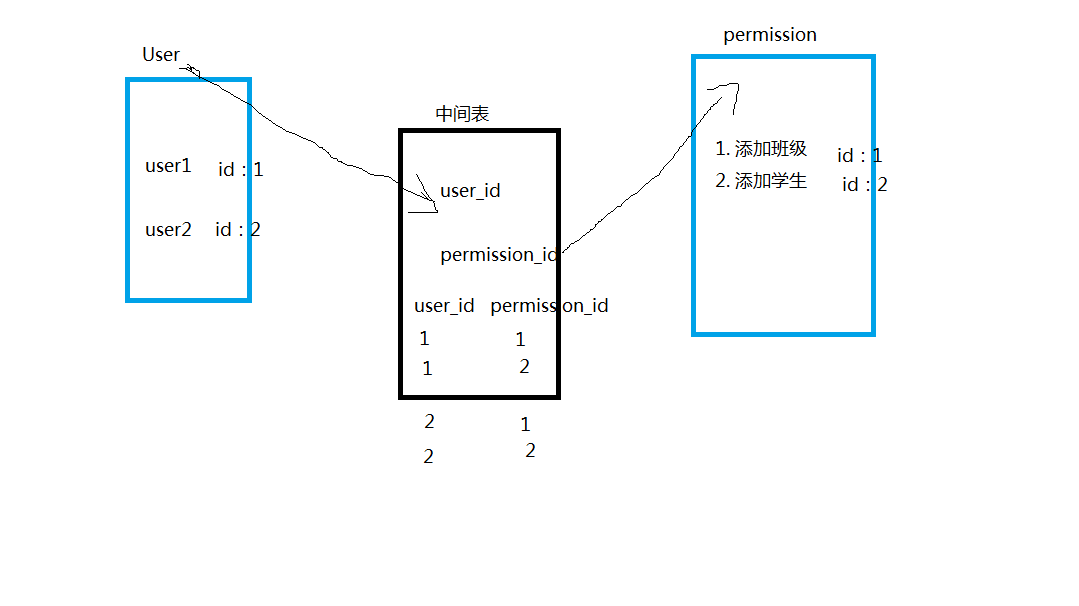 User
user1 id：1
user2 id：2
中间表
user_id
permission_id
user_id permission_id
1 1
1 2
2 1
2 2
permission
1. 添加班级 id：1
2. 添加学生 id：2